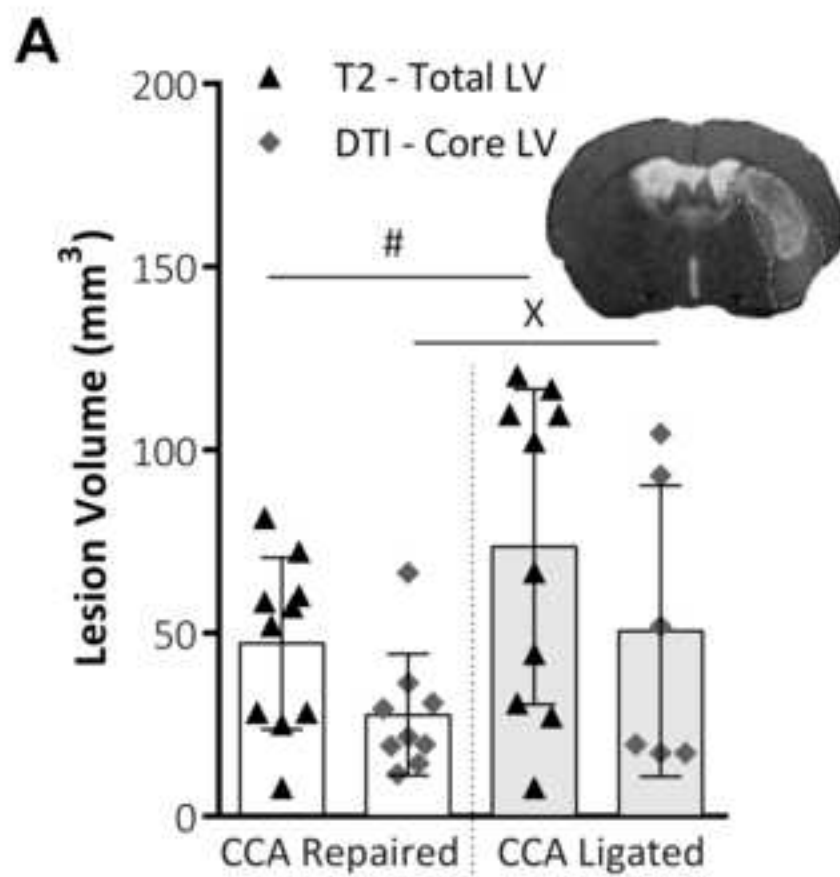 A
200
T2 - Total LV
DTI - Core LV
#
150
X
Lesion Volume (mm³)
100
50
0
CCA Repaired
CCA Ligated